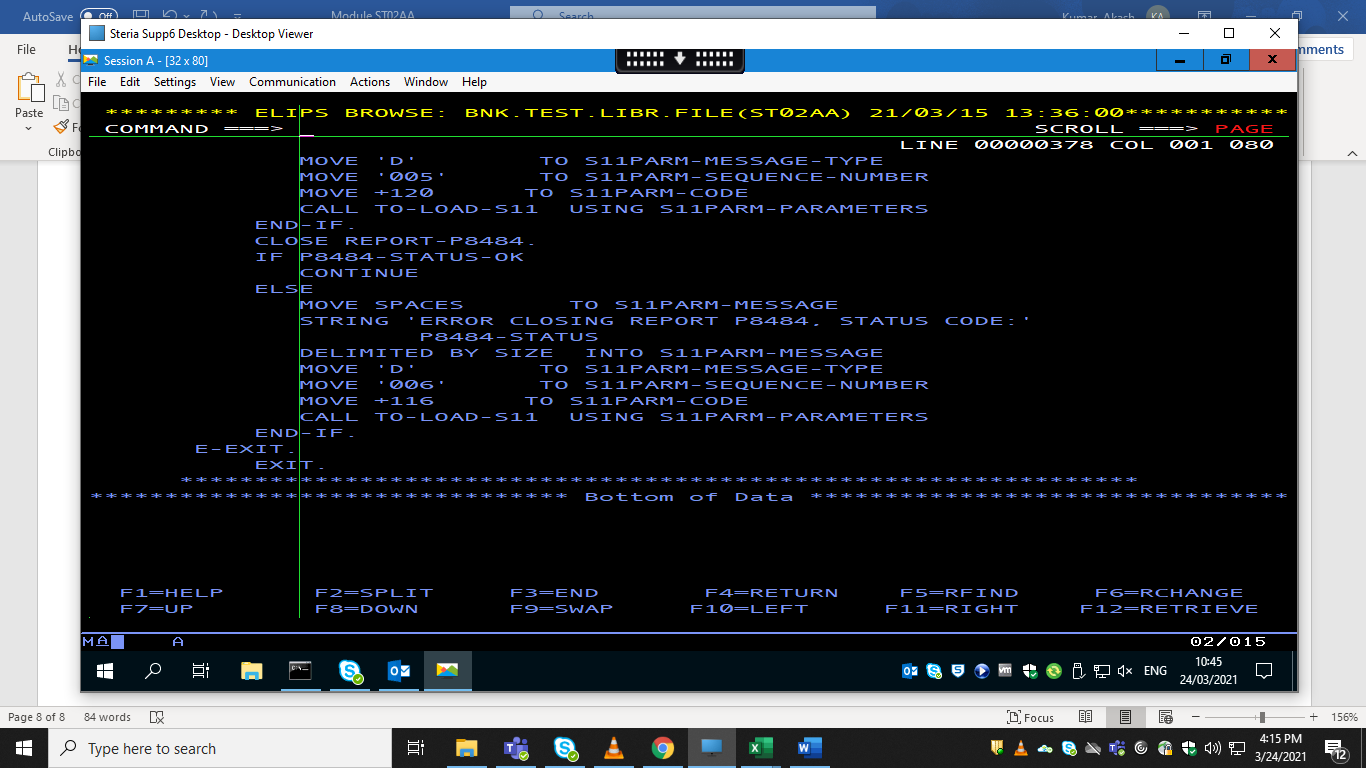 AutoSave Off Module ST02AA Search Kumar, Akash KA
Steria Supp6 Desktop - Desktop Viewer
File mments
Session A - [32 x 80]
File Edit Settings View Communication Actions Window Help
Paste
Clipbo
********* ELIPS BROWSE: BNK.TEST.LIBR.FILE(ST02AA) 21/03/15 13:36:00***********
COMMAND ===> SCROLL ===> PAGE
LINE 00000378 COL 001 080
MOVE 'D' TO S11PARM-MESSAGE-TYPE
MOVE '005' TO S11PARM-SEQUENCE-NUMBER
MOVE +120 TO S11PARM-CODE
CALL TO-LOAD-S11 USING S11PARM-PARAMETERS
END-IF.
CLOSE REPORT-P8484.
IF P8484-STATUS-OK
CONTINUE
ELSE
MOVE SPACES TO S11PARM-MESSAGE
STRING 'ERROR CLOSING REPORT P8484, STATUS CODE:'
P8484-STATUS
DELIMITED BY SIZE INTO S11PARM-MESSAGE
MOVE 'D' TO S11PARM-MESSAGE-TYPE
MOVE '006' TO S11PARM-SEQUENCE-NUMBER
MOVE +116 TO S11PARM-CODE
CALL TO-LOAD-S11 USING S11PARM-PARAMETERS
END-IF.
E-EXIT.
EXIT.
****************************************************************
******************************** Bottom of Data ********************************
F1=HELP F2=SPLIT F3=END F4=RETURN F5=RFIND F6=RCHANGE
F7=UP F8=DOWN F9=SWAP F10=LEFT F11=RIGHT F12=RETRIEVE
MA A 02/015
ENG 10:45
24/03/2021
Page 8 of 8 84 words Focus 156%
Type here to search 4:15 PM
3/24/2021 12